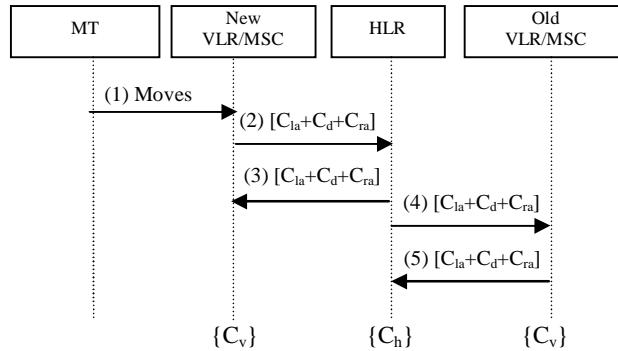 MT
New
VLR/MSC
HLR
Old
VLR/MSC
(1) Moves
(2) [Cla+Cd+Cra]
(3) [Cla+Cd+Cra]
(4) [Cla+Cd+Cra]
(5) [Cla+Cd+Cra]
{Cv}
{Ch}
{Cv}